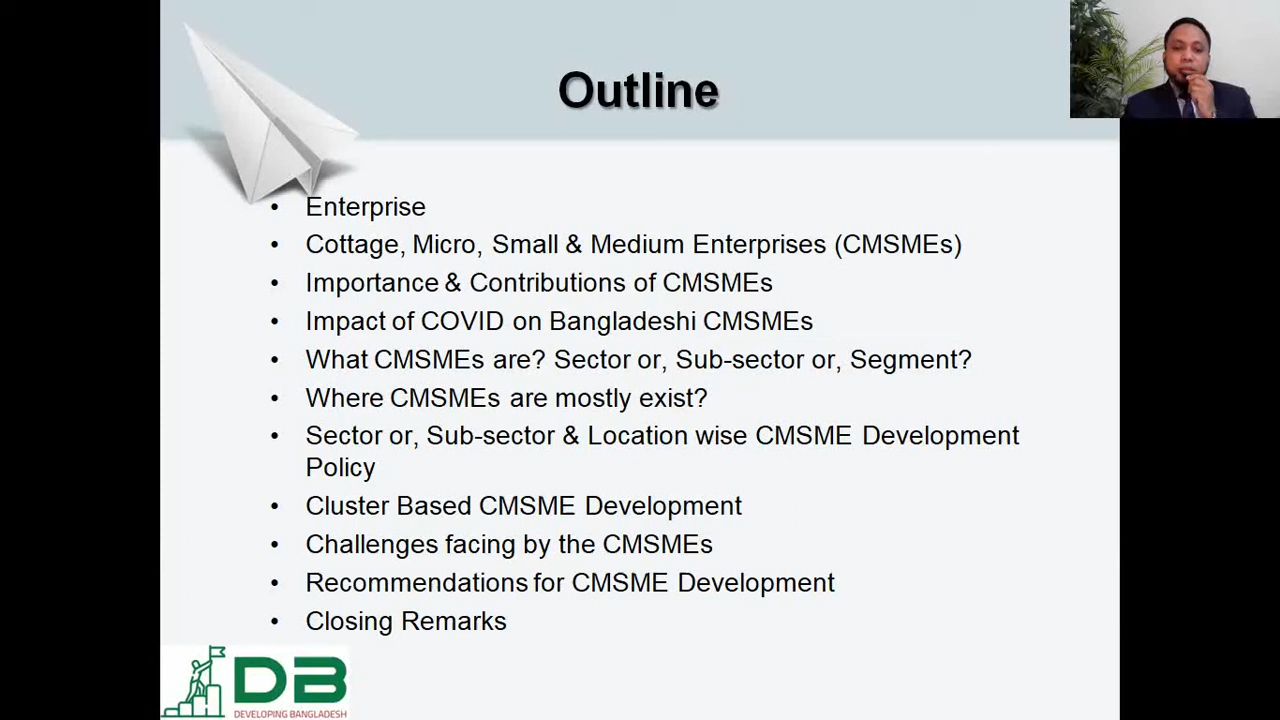 Outline
• Enterprise
• Cottage, Micro, Small & Medium Enterprises (CMSMEs)
• Importance & Contributions of CMSMEs
• Impact of COVID on Bangladeshi CMSMEs
• What CMSMEs are? Sector or, Sub-sector or, Segment?
• Where CMSMEs are mostly exist?
• Sector or, Sub-sector & Location wise CMSME Development
Policy
• Cluster Based CMSME Development
• Challenges facing by the CMSMEs
• Recommendations for CMSME Development
• Closing Remarks
DB
DEVELOPING BANGLADESH